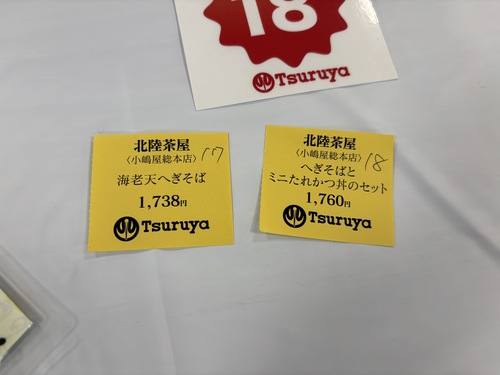 18
Tsuruya
北陸茶屋
〈小嶋屋総本店〉 17
海老天へぎそば
1,738円
Tsuruya
北陸茶屋
〈小嶋屋総本店〉 18
へぎそばと
ミニたれかつ丼のセット
1,760円
Tsuruya